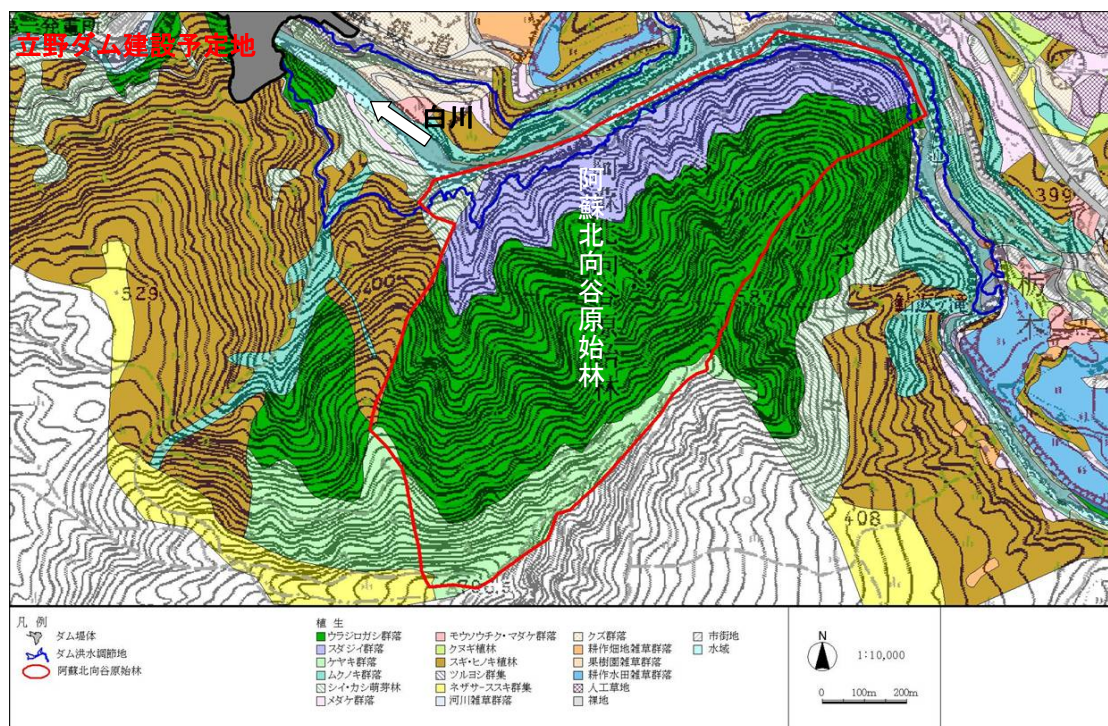 立野ダム建設予定地
白川
阿蘇北向谷原始林
529
399
587
408
鮎返ノ滝
栃
木
凡 例
ダム堤体
ダム洪水調節地
阿蘇北向谷原始林
植 生
ウラジロガシ群落
スダジイ群落
ケヤキ群落
ムクノキ群落
シイ・カシ萌芽林
メダケ群落
モウソウチク・マダケ群落
クヌギ植林
スギ・ヒノキ植林
ツルヨシ群集
ネザサ-ススキ群集
河川雑草群落
クズ群落
耕作畑地雑草群落
果樹園雑草群落
耕作水田雑草群落
人工草地
裸地
市街地
水域
N
1:10,000
0 100m 200m